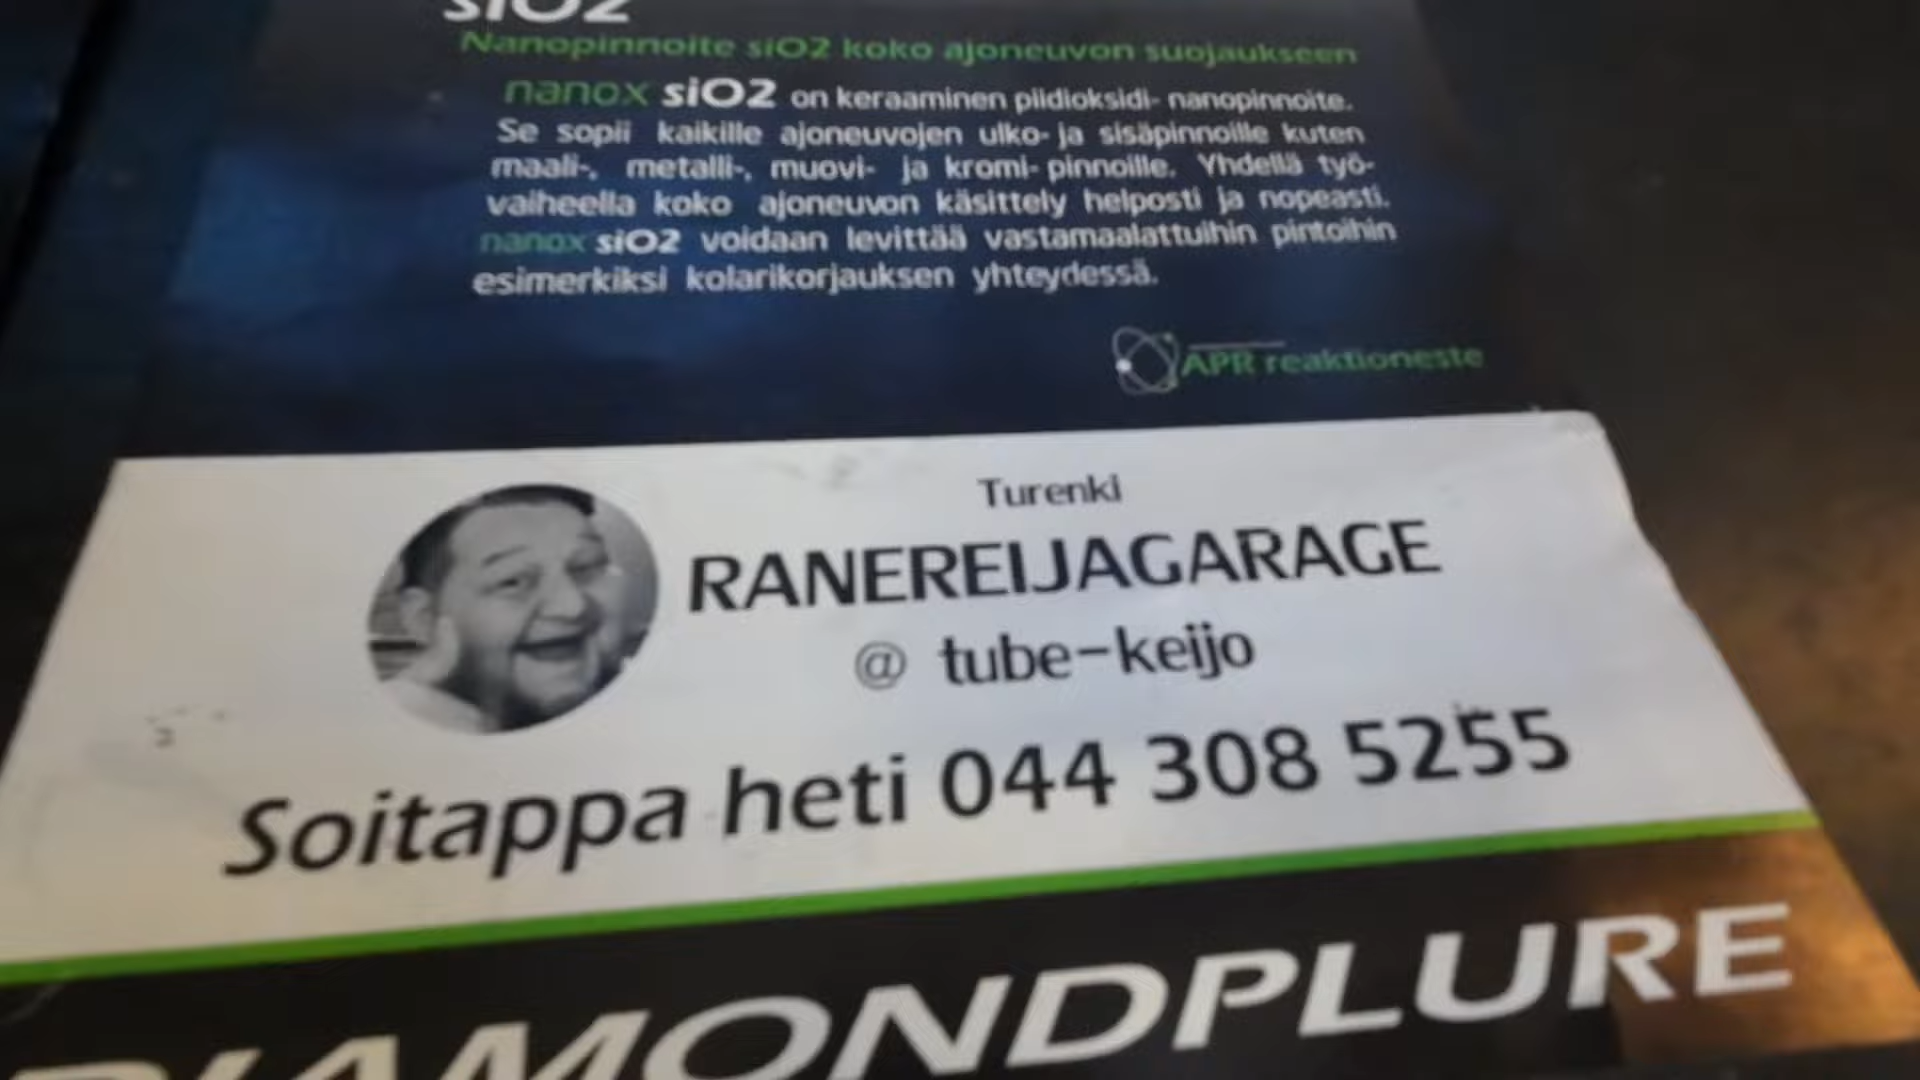 siO2
Nanopinnoite siO2 koko ajoneuvon suojaukseen
nanox siO2 on keraaminen piidioksidi- nanopinnoite.
Se sopii kaikille ajoneuvojen ulko- ja sisäpinnoille kuten
maali-, metalli-, muovi- ja kromi- pinnoille. Yhdellä työ-
vaiheella koko ajoneuvon käsittely helposti ja nopeasti.
nanox siO2 voidaan levittää vastamaalattuihin pintoihin
esimerkiksi kolarikorjauksen yhteydessä.
APR reaktioneste
Turenki
RANEREIJAGARAGE
@ tube-keijo
Soitappa heti 044 308 5255
DIAMONDPLURE